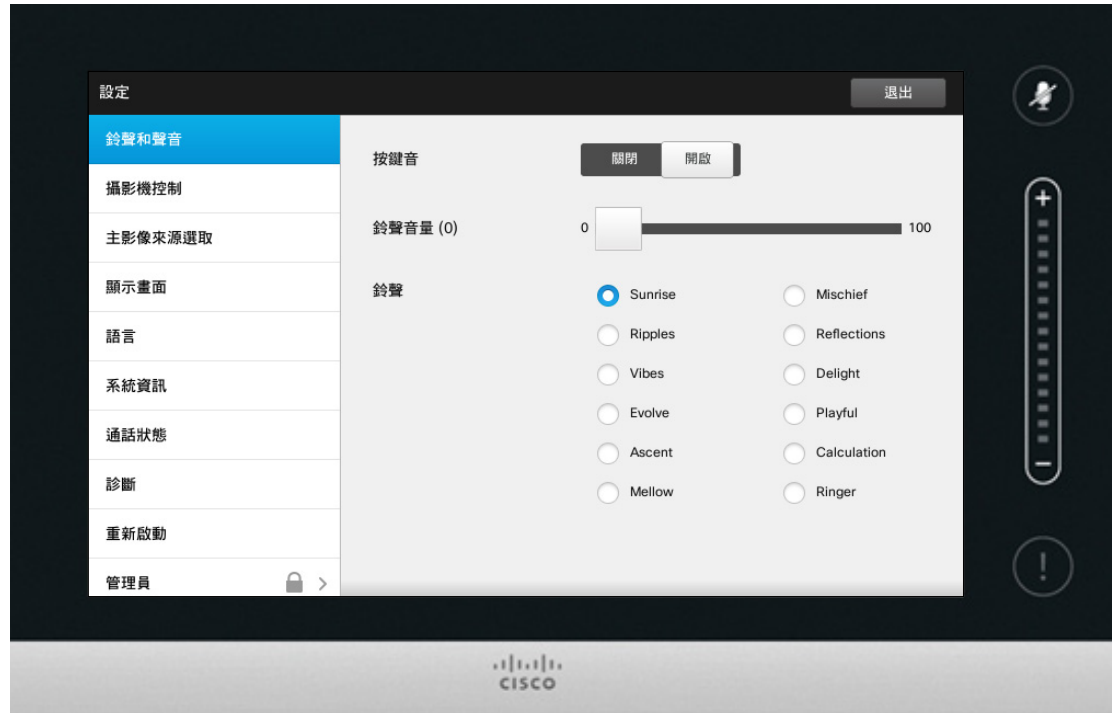 設定
退出
鈴聲和聲音
攝影機控制
主影像來源選取
顯示畫面
語言
系統資訊
通話狀態
診斷
重新啟動
管理員
按鍵音
關閉 開啟
鈴聲音量 (0)
0 100
鈴聲
Sunrise Mischief
Ripples Reflections
Vibes Delight
Evolve Playful
Ascent Calculation
Mellow Ringer
+
−
!
CISCO